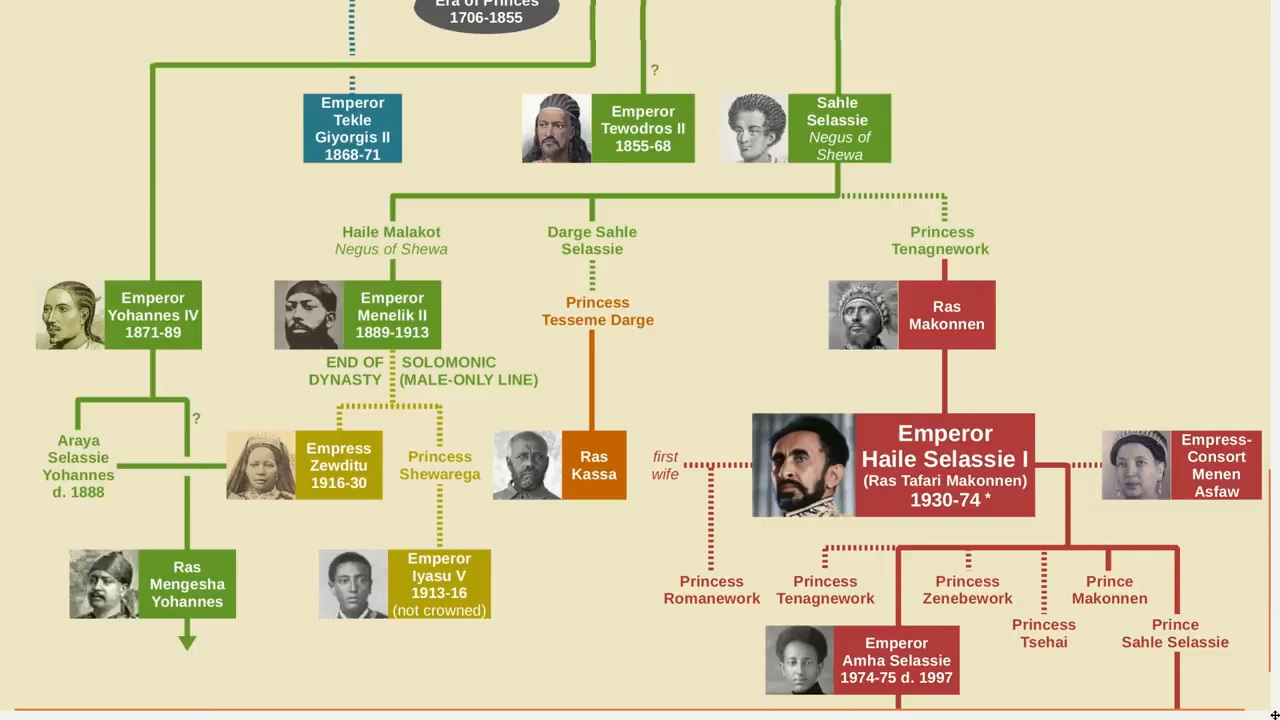 Era of Princes
1706-1855
?
Emperor
Tekle
Giyorgis II
1868-71
Emperor
Tewodros II
1855-68
Sahle
Selassie
Negus of
Shewa
Haile Malakot
Negus of Shewa
Darge Sahle
Selassie
Princess
Tenagnework
Emperor
Yohannes IV
1871-89
Emperor
Menelik II
1889-1913
Princess
Tesseme Darge
Ras
Makonnen
END OF SOLOMONIC
DYNASTY (MALE-ONLY LINE)
?
Araya
Selassie
Yohannes
d. 1888
Empress
Zewditu
1916-30
Princess
Shewarega
Ras
Kassa
first
wife
Emperor
Haile Selassie I
(Ras Tafari Makonnen)
1930-74 *
Empress-
Consort
Menen
Asfaw
Ras
Mengesha
Yohannes
Emperor
Iyasu V
1913-16
(not crowned)
Princess
Romanework
Princess
Tenagnework
Princess
Zenebework
Prince
Makonnen
Princess
Tsehai
Prince
Sahle Selassie
Emperor
Amha Selassie
1974-75 d. 1997